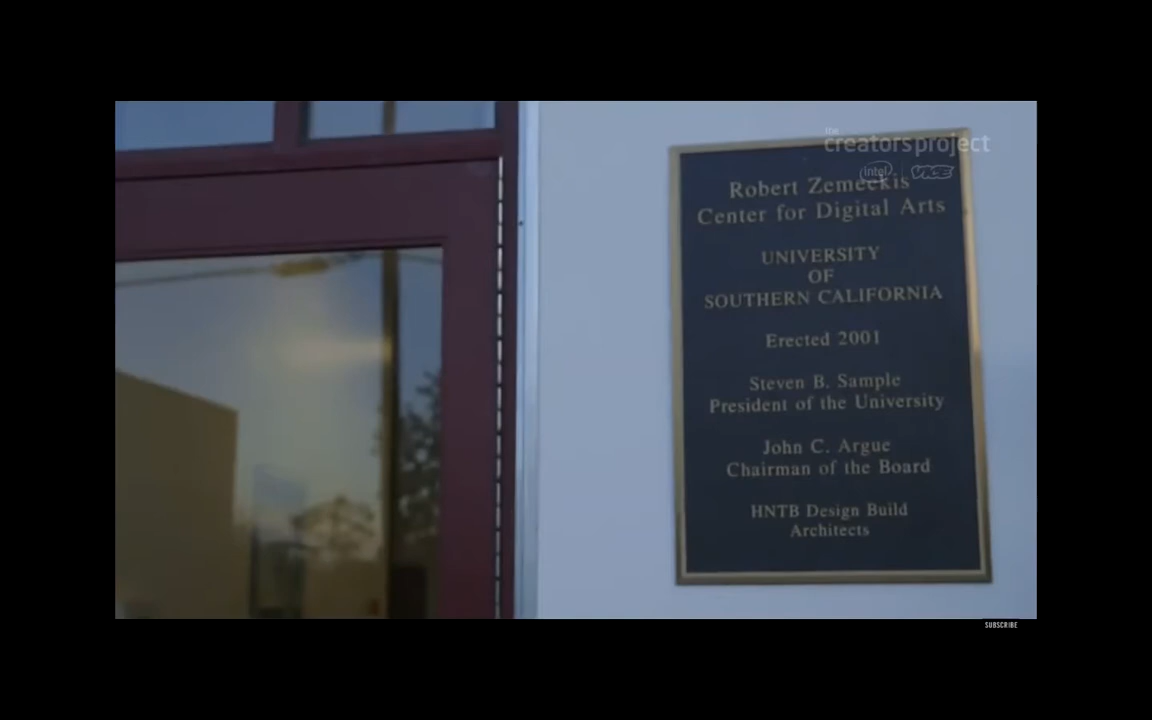 the
creatorsproject
intel
VICE
Robert Zemeckis
Center for Digital Arts
UNIVERSITY
OF
SOUTHERN CALIFORNIA
Erected 2001
Steven B. Sample
President of the University
John C. Argue
Chairman of the Board
HNTB Design Build
Architects
SUBSCRIBE